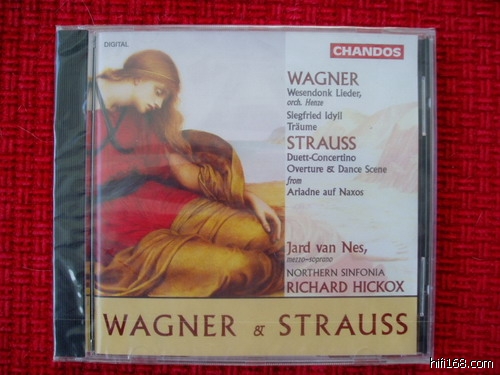 DIGITAL
CHANDOS
WAGNER
Wesendonk Lieder,
orch. Henze
Siegfried Idyll
Träume
STRAUSS
Duett-Concertino
Overture & Dance Scene
from
Ariadne auf Naxos
Jard van Nes,
mezzo-soprano
NORTHERN SINFONIA
RICHARD HICKOX
WAGNER & STRAUSS
hifi168.com